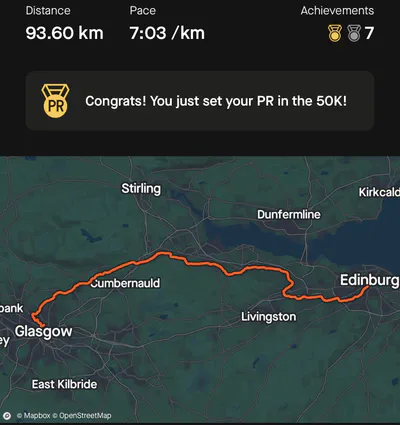 Distance
Pace
Achievements
93.60 km
7:03 /km
7
PR
Congrats! You just set your PR in the 50K!
Stirling
Kirkcald
Dunfermline
Cumbernauld
Edinburg
bank
Glasgow
ey
Livingston
East Kilbride
© Mapbox © OpenStreetMap